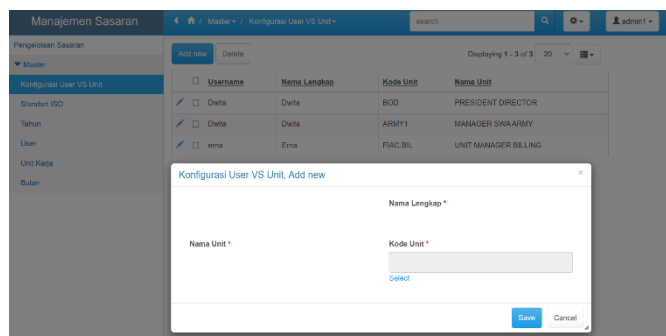 Manajemen Sasaran
Master / Konfigurasi User VS Unit
search
admin1
Pengelolaan Sasaran
Master
Konfigurasi User VS Unit
Standart ISO
Tahun
User
Unit Kerja
Bulan
Add new Delete
Displaying 1 - 3 of 3 20
Username Nama Lengkap Kode Unit Nama Unit
Dwita Dwita BOD PRESIDENT DIRECTOR
Dwita Dwita ARMY1 MANAGER SWA ARMY
erna Erna FIAC.BIL UNIT MANAGER BILLING
Konfigurasi User VS Unit, Add new ×
Nama Lengkap *
Nama Unit * Kode Unit *
Select
Save Cancel